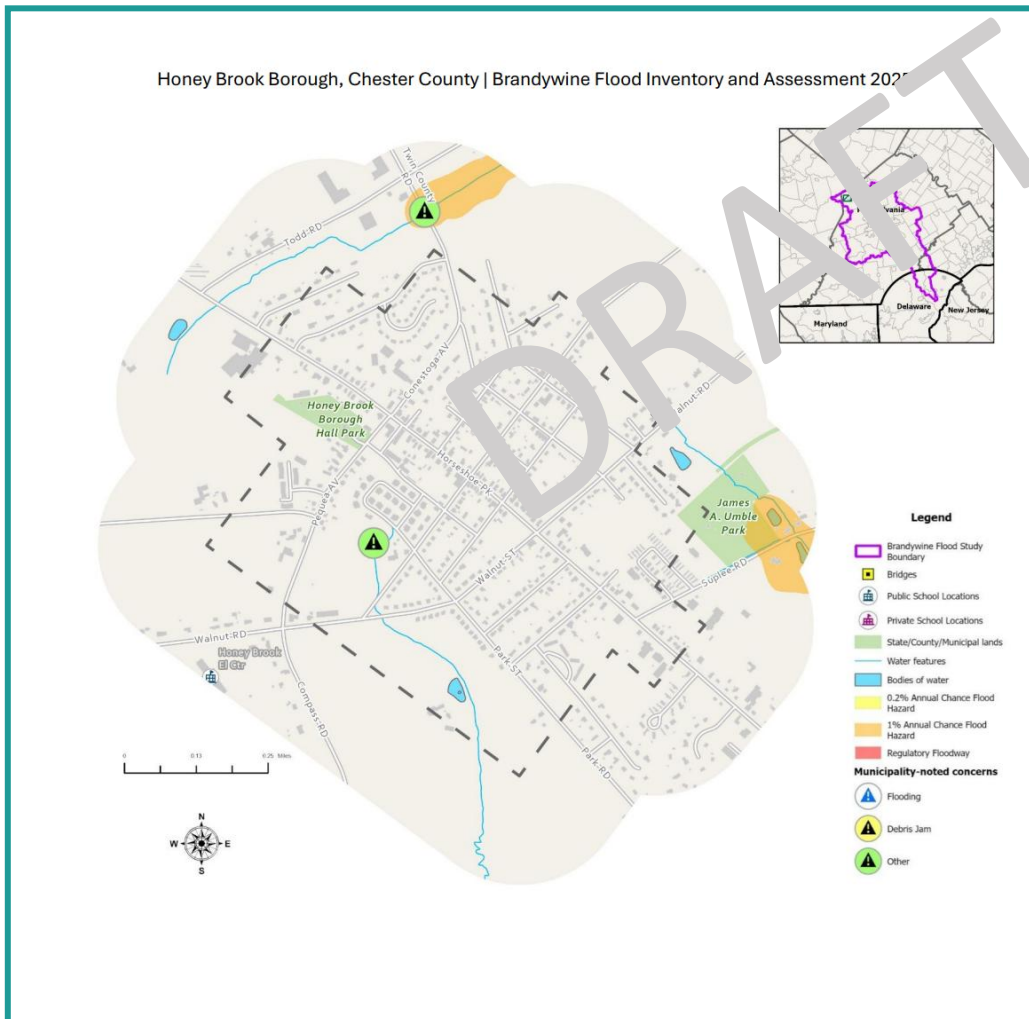 Honey Brook Borough, Chester County | Brandywine Flood Inventory and Assessment
DRAFT
Maryland
Delaware
New Jersey
Twin County
RD
Todd RD
Conestoga AV
Honey Brook
Borough
Hall Park
Horseshoe PK
Pequea AV
Walnut ST
James
A. Umble
Park
Suplee RD
Walnut RD
Honey Brook
El Ctr
Compass RD
Park ST
Park RD
0
0.13
0.25 Miles
N
W
E
S
Legend
Brandywine Flood Study
Boundary
Bridges
Public School Locations
Private School Locations
State/County/Municipal lands
Water features
Bodies of water
0.2% Annual Chance Flood
Hazard
1% Annual Chance Flood
Hazard
Regulatory Floodway
Municipality-noted concerns
Flooding
Debris Jam
Other